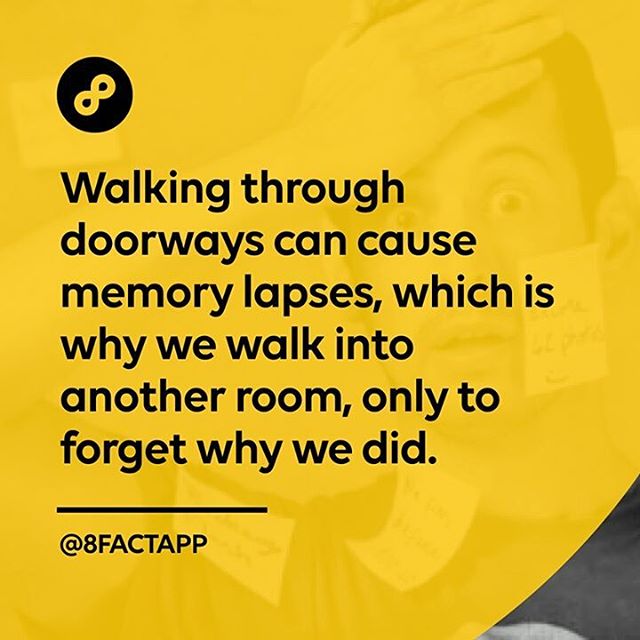 Walking through
doorways can cause
memory lapses, which is
why we walk into
another room, only to
forget why we did.
@8FACTAPP